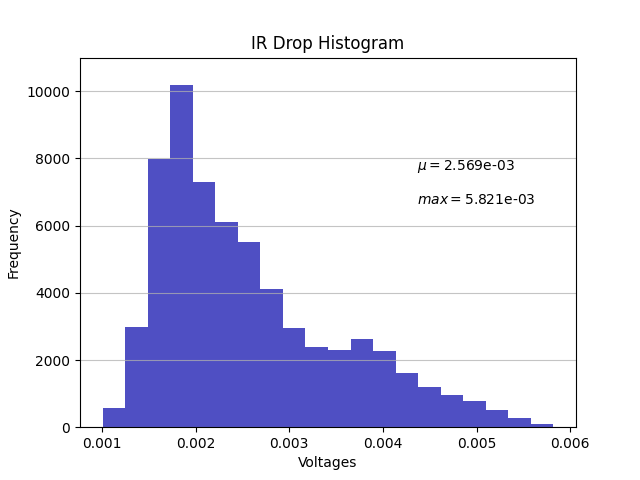 IR Drop Histogram
10000
8000
6000
4000
2000
0
Frequency
μ = 2.569e-03
max = 5.821e-03
0.001 0.002 0.003 0.004 0.005 0.006
Voltages